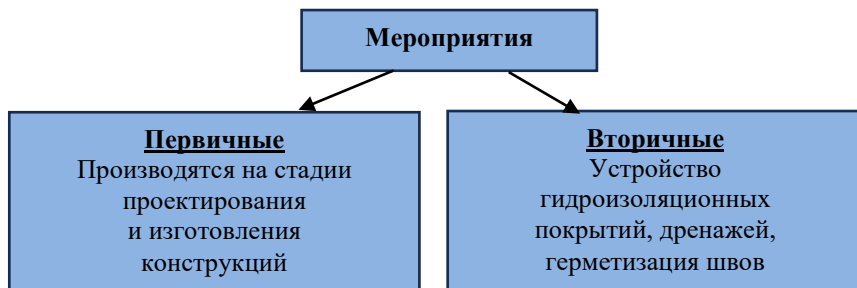 Мероприятия
Первичные
Производятся на стадии
проектирования
и изготовления
конструкций
Вторичные
Устройство
гидроизоляционных
покрытий, дренажей,
герметизация швов